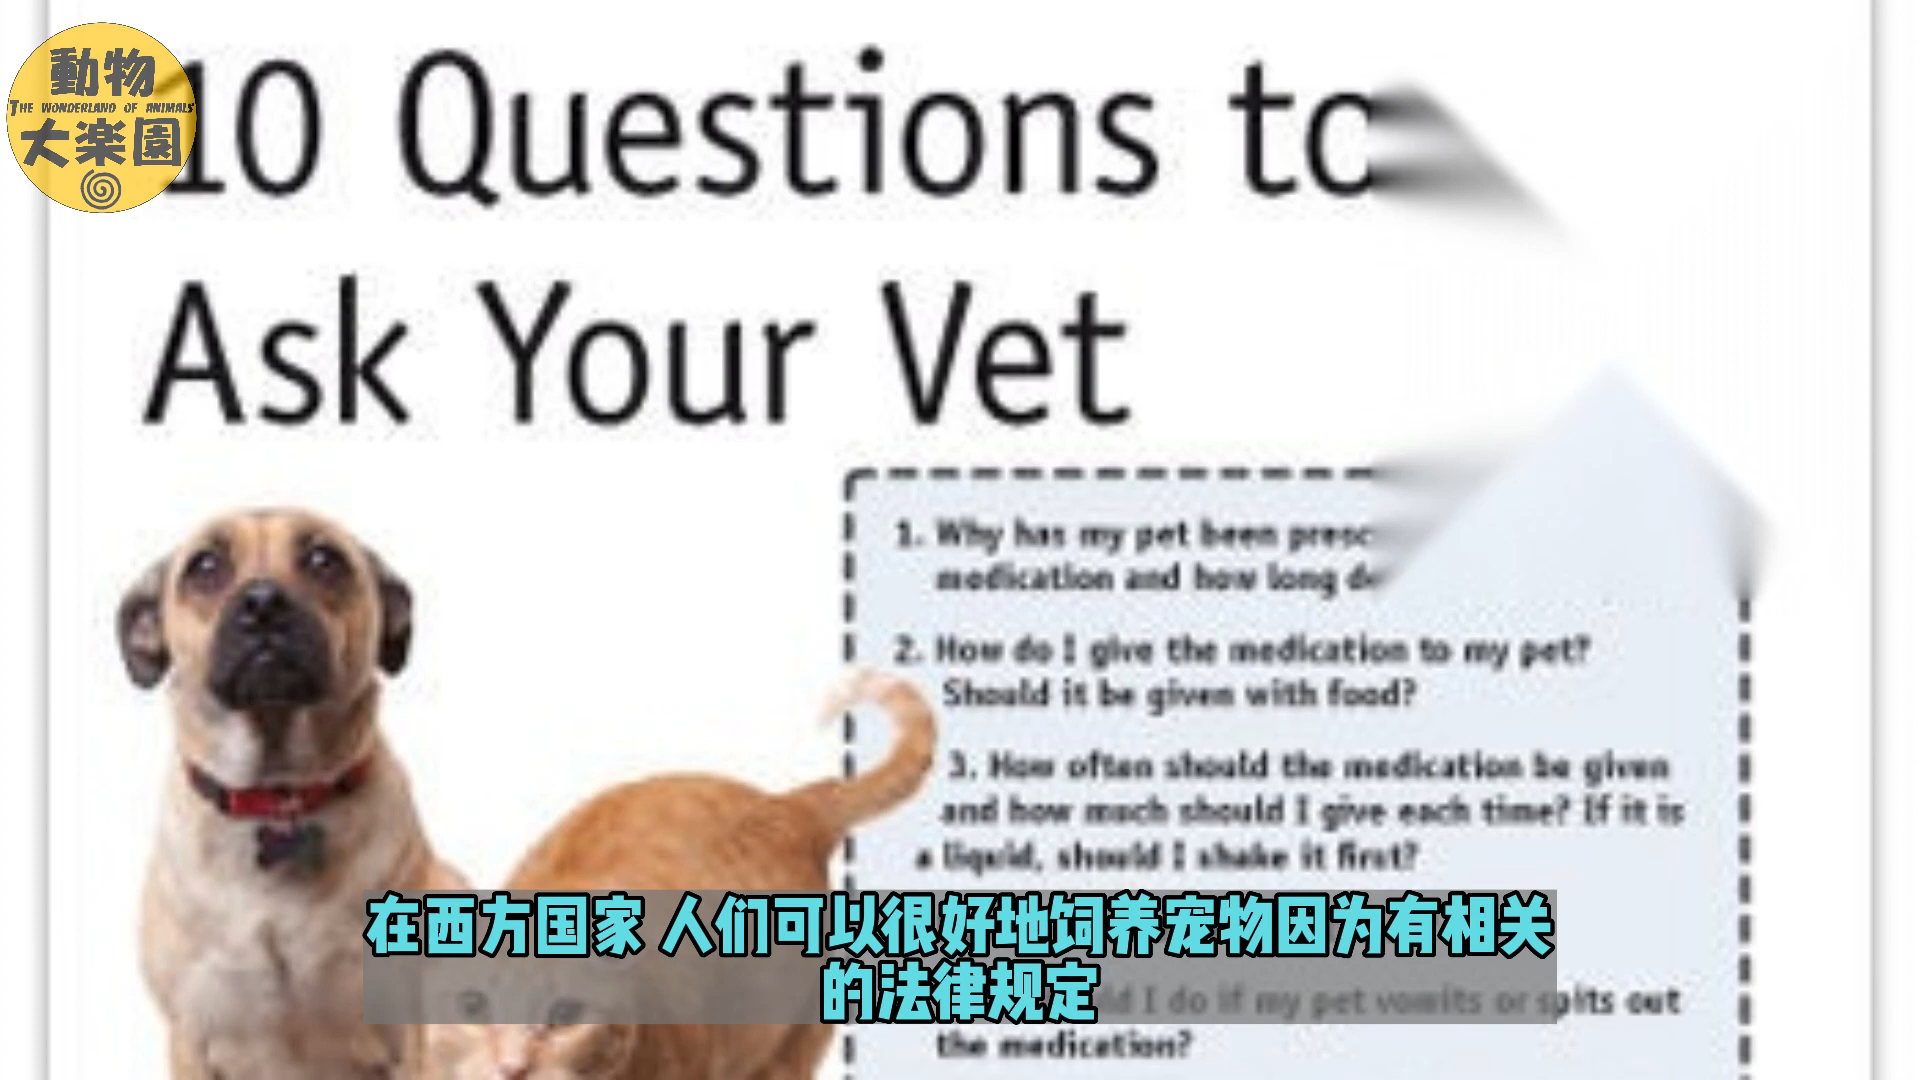 動物
THE WONDERLAND OF ANIMALS
大楽園
10 Questions to
Ask Your Vet
1. Why has my pet been
medication and how long
2. How do I give the medication to my pet?
Should it be given with food?
3. How often should the medication be given
and how much should I give each time? If it is
a liquid, should I shake it first?
在西方国家 人们可以很好地饲养宠物因为有相关
的法律规定
I do if my pet vomits or spits out
the medication?